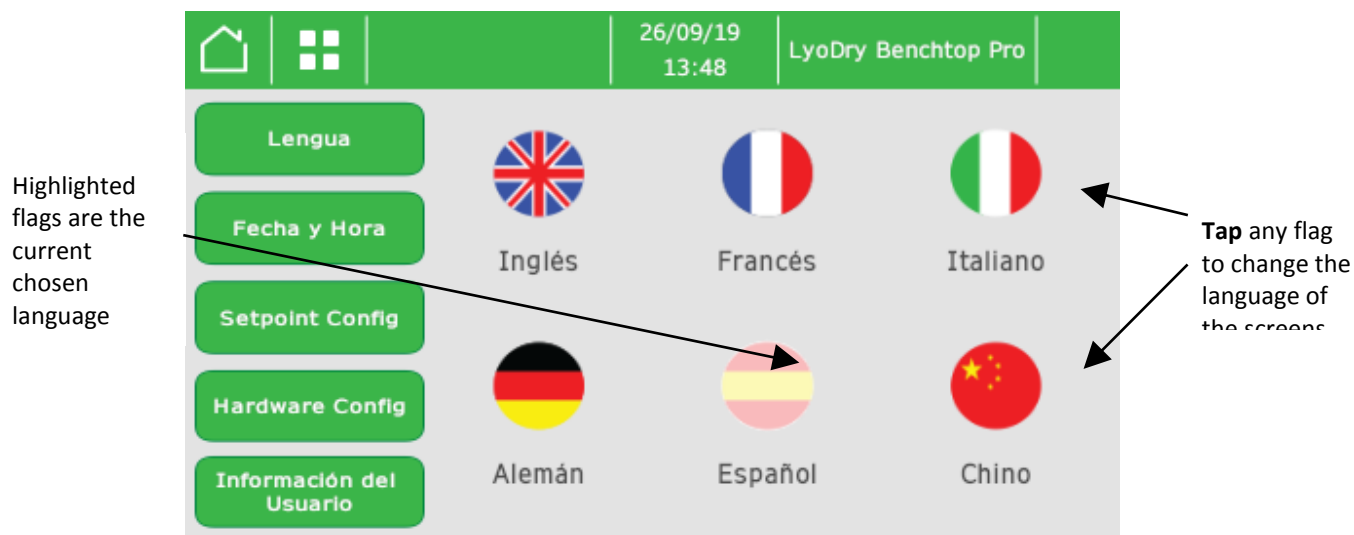 26/09/19
13:48
LyoDry Benchtop Pro
Highlighted
flags are the
current
chosen
language
Lengua
Fecha y Hora
Setpoint Config
Hardware Config
Información del
Usuario
Inglés
Francés
Italiano
Alemán
Español
Chino
Tap any flag
to change the
language of
the screens